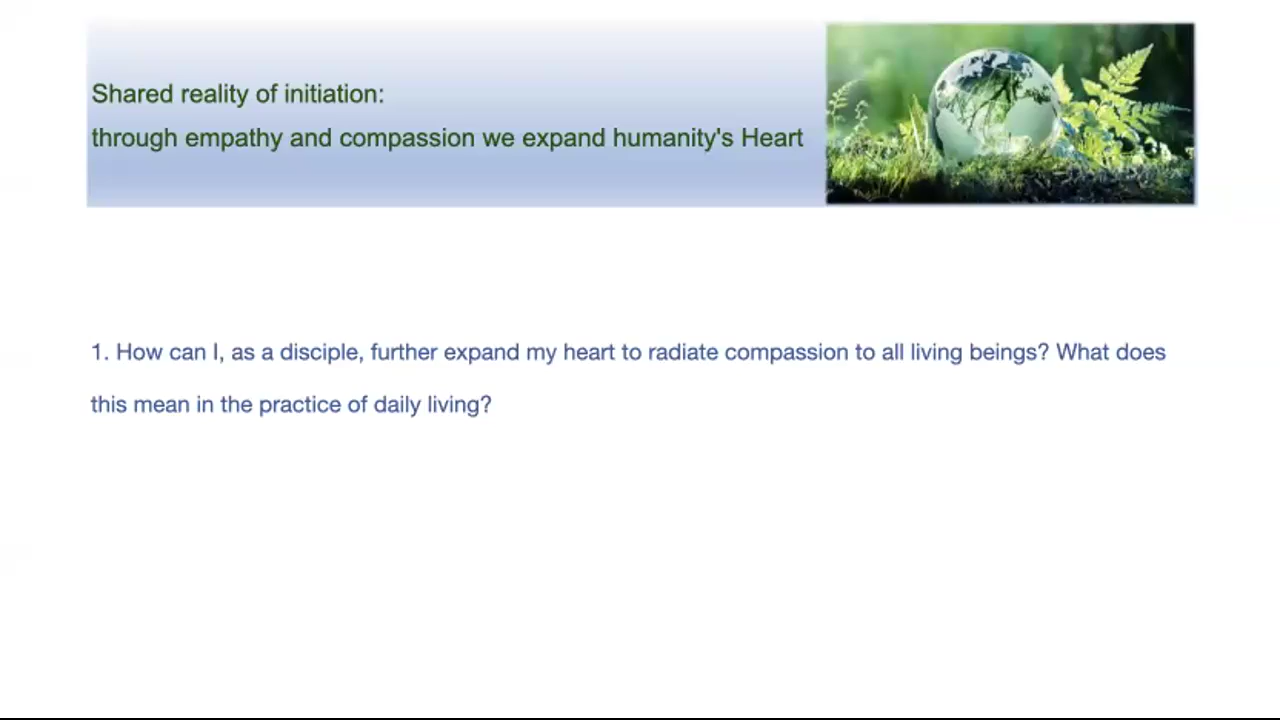 Shared reality of initiation:
through empathy and compassion we expand humanity's Heart
1. How can I, as a disciple, further expand my heart to radiate compassion to all living beings? What does
this mean in the practice of daily living?